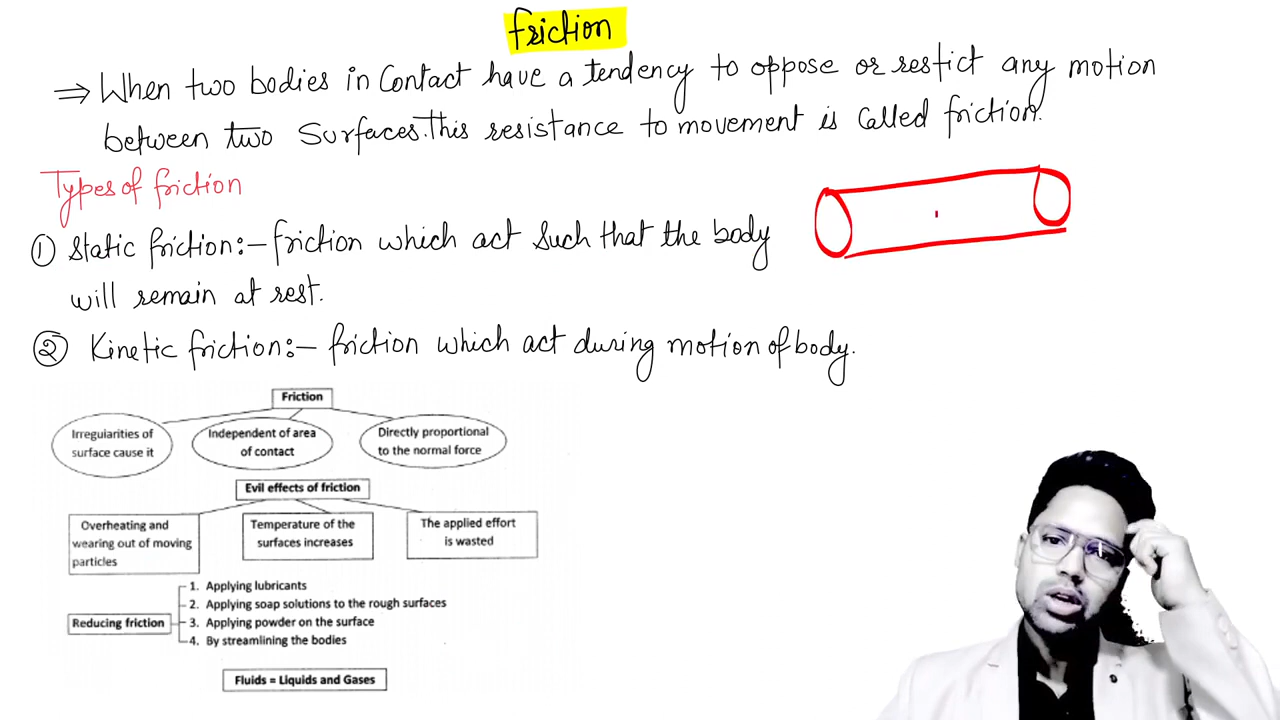 friction
⇒ When two bodies in Contact have a tendency to oppose or restict any motion
between two Surfaces.This resistance to movement is Called friction.
Types of friction
① Static friction:- friction which act Such that the body
will remain at rest.
② Kinetic friction:- friction which act during motion of body.
Friction
Irregularities of
surface cause it
Independent of area
of contact
Directly proportional
to the normal force
Evil effects of friction
Overheating and
wearing out of moving
particles
Temperature of the
surfaces increases
The applied effort
is wasted
Reducing friction
1. Applying lubricants
2. Applying soap solutions to the rough surfaces
3. Applying powder on the surface
4. By streamlining the bodies
Fluids = Liquids and Gases